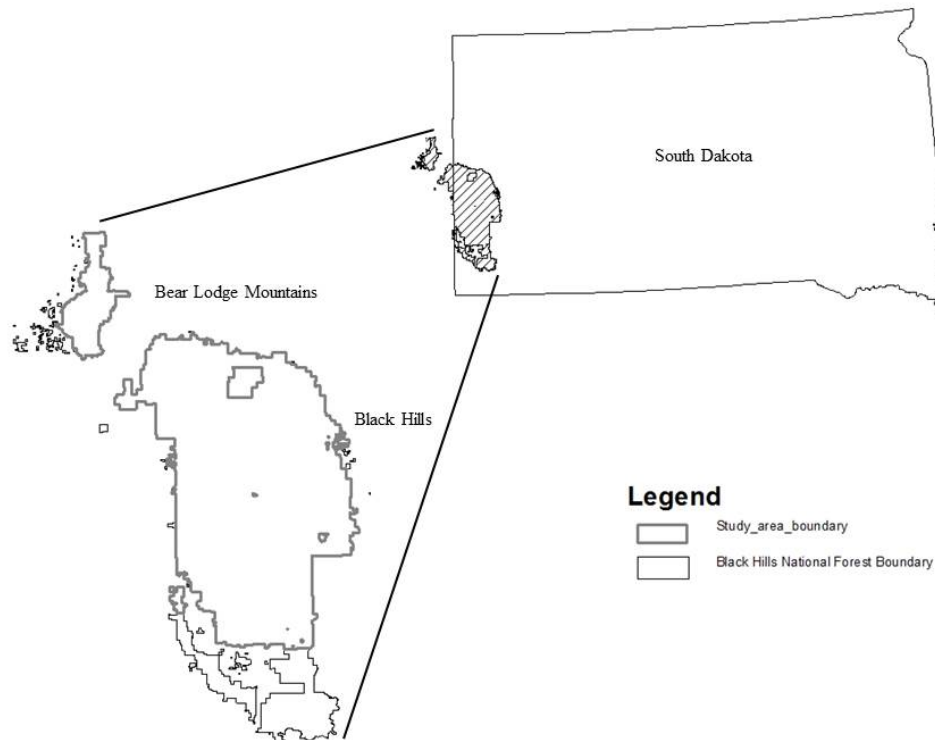 South Dakota
Bear Lodge Mountains
Black Hills
Legend
Study_area_boundary
Black Hills National Forest Boundary